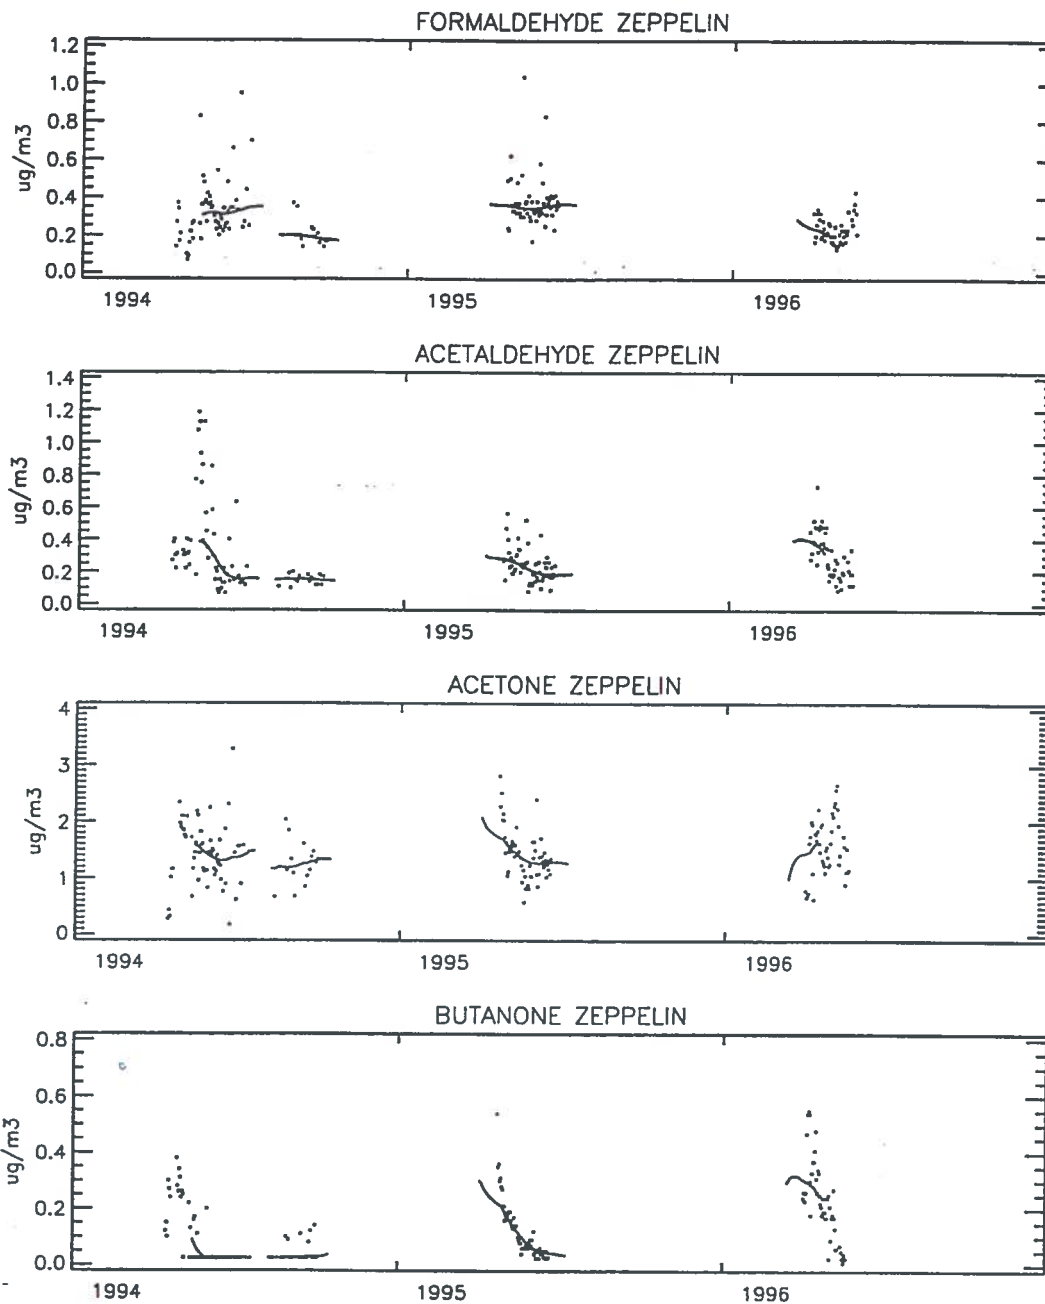 FORMALDEHYDE ZEPPELIN
1.2
1.0
0.8
0.6
0.4
0.2
0.0
ug/m3
1994 1995 1996
ACETALDEHYDE ZEPPELIN
1.4
1.2
1.0
0.8
0.6
0.4
0.2
0.0
ug/m3
1994 1995 1996
ACETONE ZEPPELIN
4
3
2
1
0
ug/m3
1994 1995 1996
BUTANONE ZEPPELIN
0.8
0.6
0.4
0.2
0.0
ug/m3
1994 1995 1996